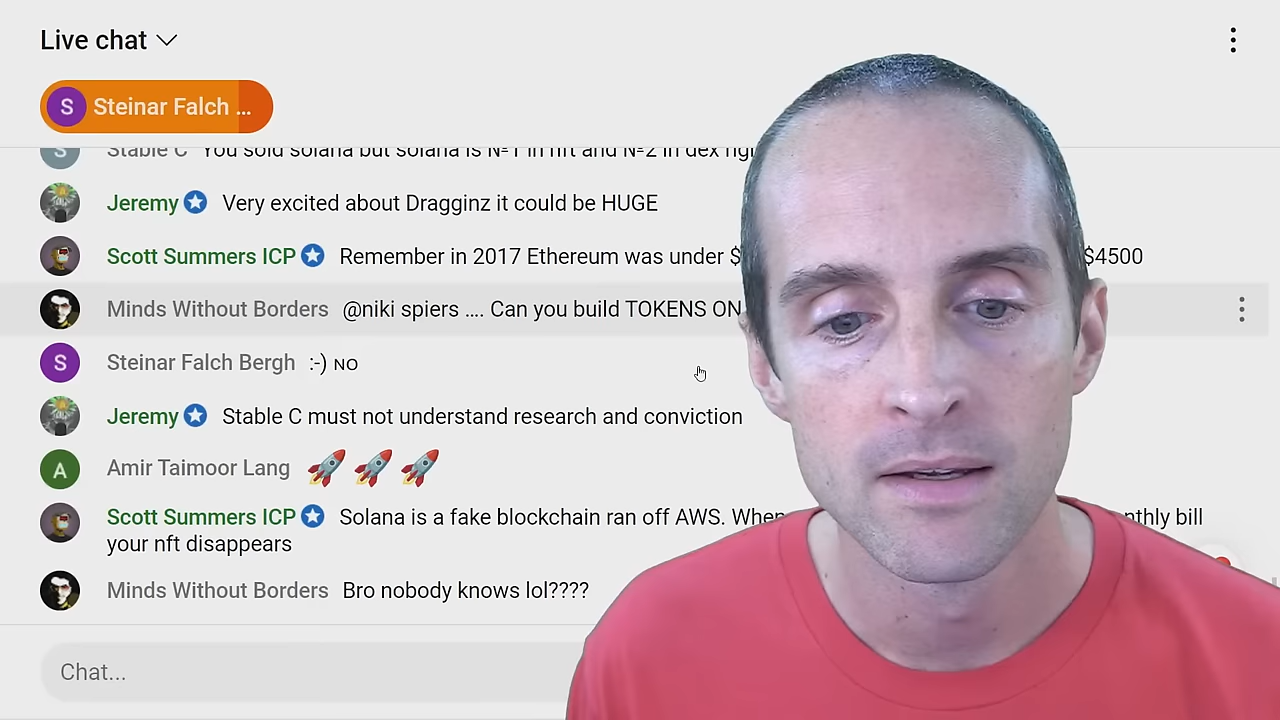 Live chat
S Steinar Falch ...
S Stable C You sold solana but solana is №1 in nft and №2 in dex
Jeremy Very excited about Dragginz it could be HUGE
Scott Summers ICP Remember in 2017 Ethereum was under $ $4500
Minds Without Borders @niki spiers .... Can you build TOKENS ON
S Steinar Falch Bergh :-) NO
Jeremy Stable C must not understand research and conviction
A Amir Taimoor Lang 🚀 🚀 🚀
Scott Summers ICP Solana is a fake blockchain ran off AWS. bill
your nft disappears
Minds Without Borders Bro nobody knows lol????
Chat...